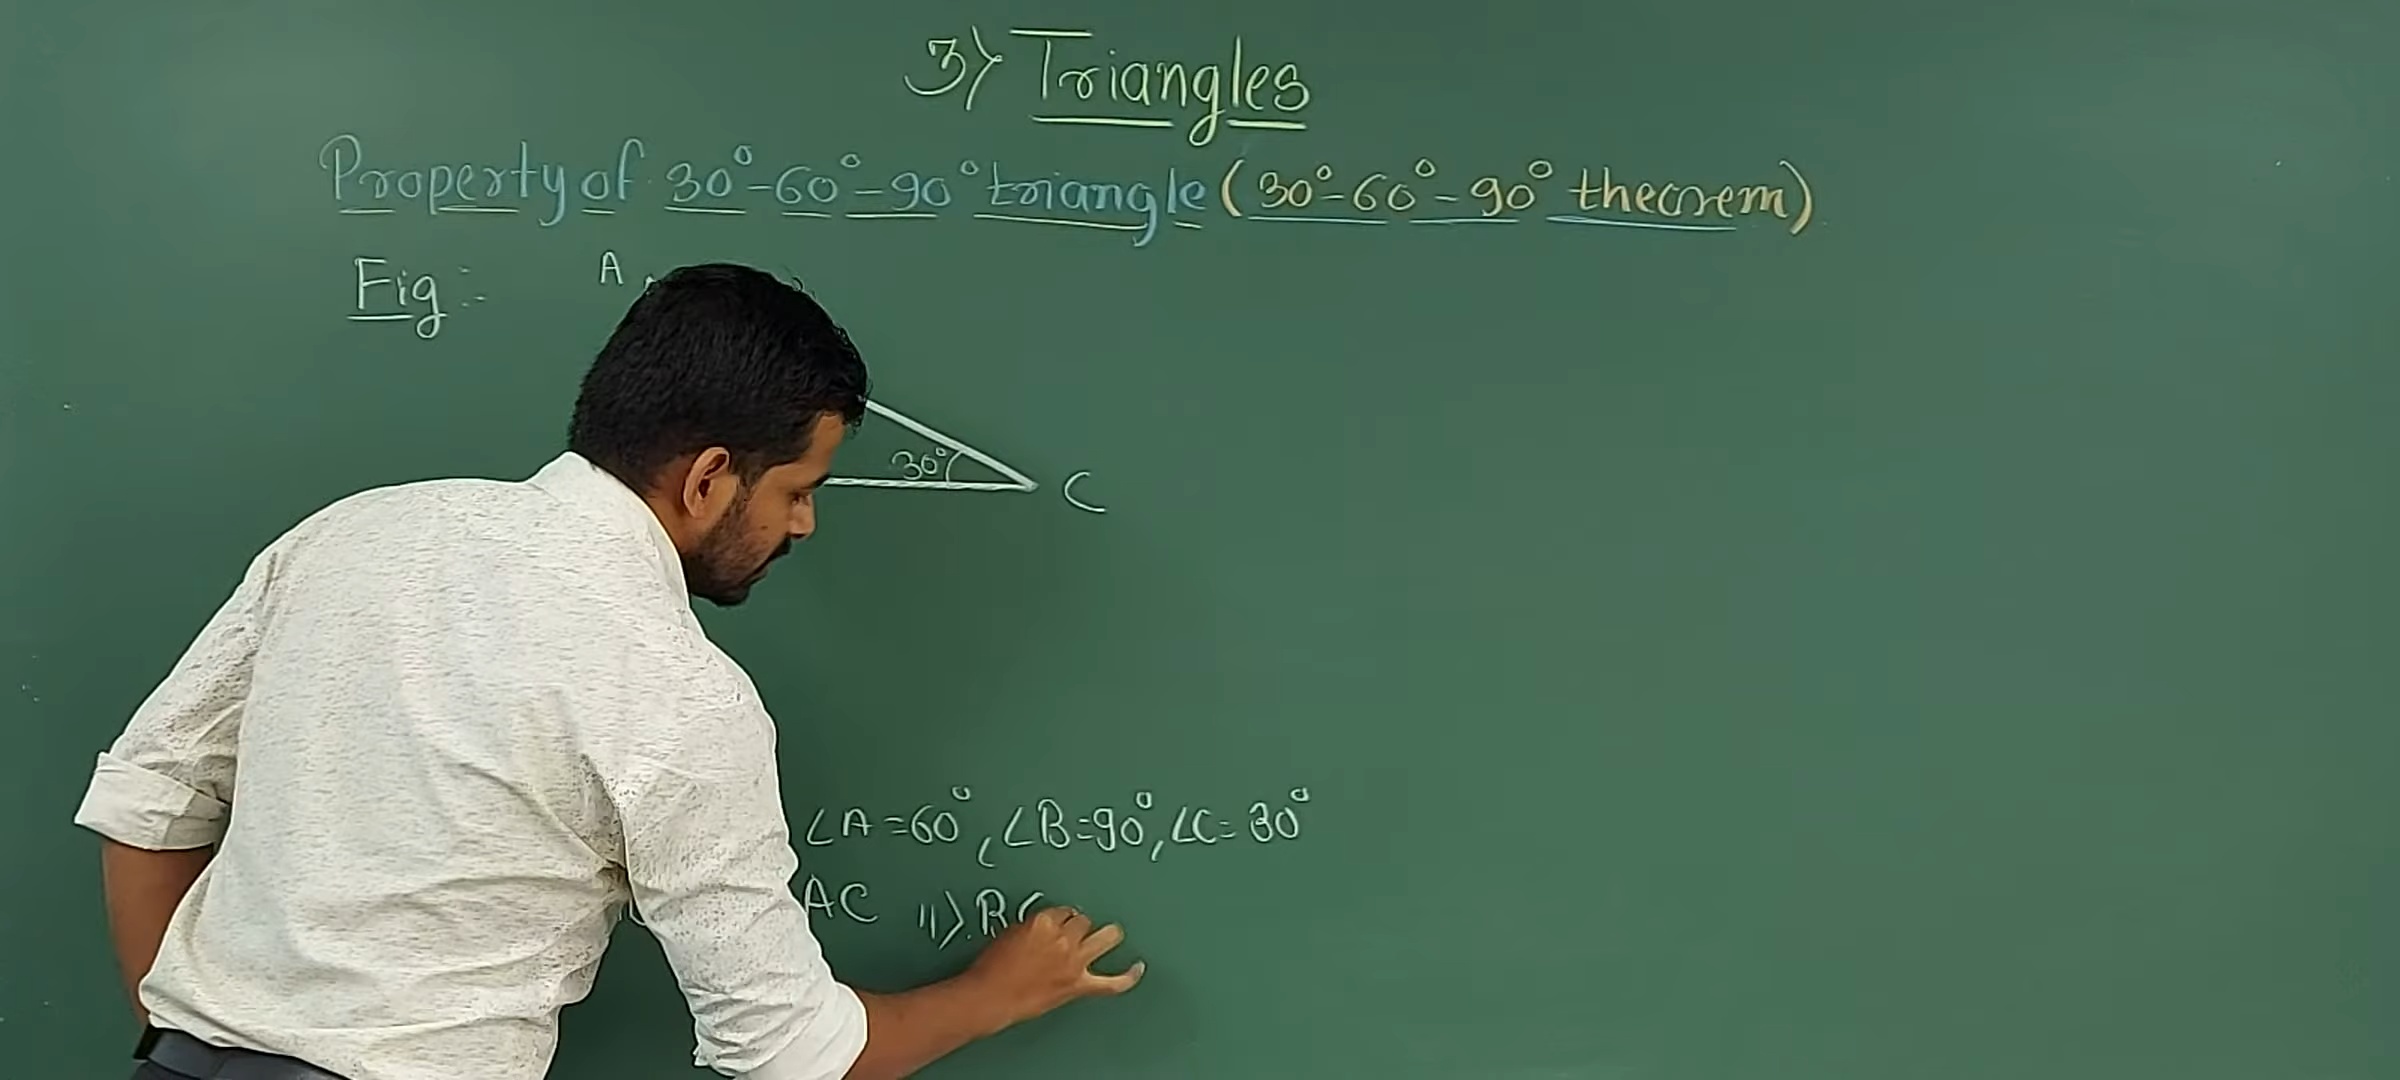 3) Triangles
Property of 30°-60°-90° triangle (30°-60°-90° theorem)
Fig :-
A
30°
C
∠A=60°, ∠B=90°, ∠C=30°
AC ii) BC